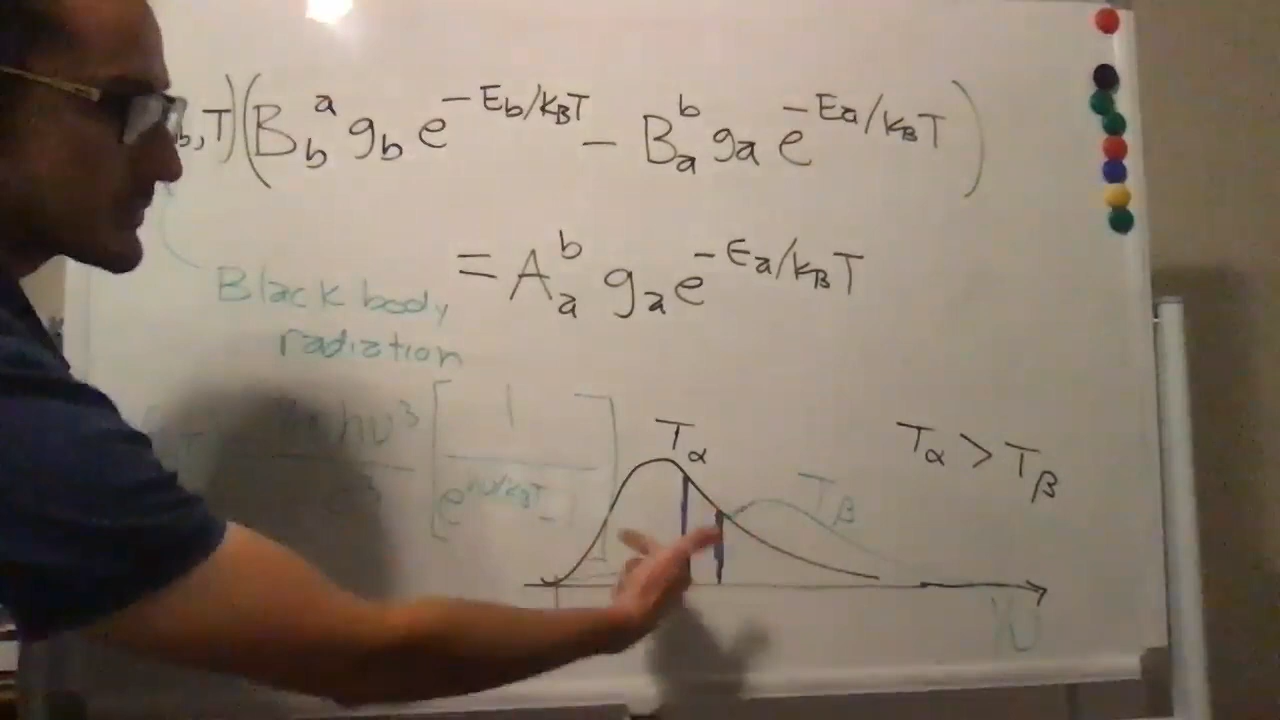 b,T)(B_b^a g_b e^{-E_b/k_BT} - B_a^b g_a e^{-E_a/k_BT})
= A_a^b g_a e^{-E_a/k_BT}
Black body
radiation
hν³ [1
e^{hν/k_BT} - 1]
T_α
T_α > T_β
T_β
ν